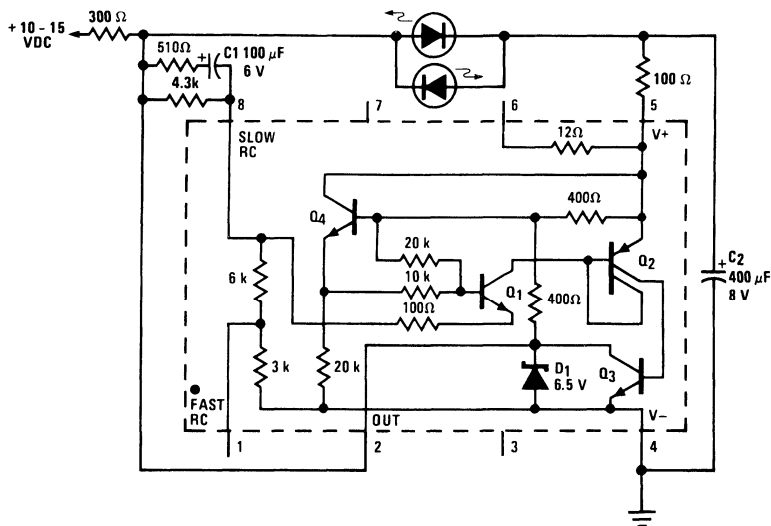 300 Ω
+ 10 - 15
VDC
510Ω
+
C1 100 µF
6 V
4.3k
8
7
6
5
100 Ω
SLOW
RC
12Ω
V+
Q4
400Ω
20 k
10 k
100Ω
Q1
400Ω
Q2
+
C2
400 µF
8 V
6 k
3 k
20 k
D1
6.5 V
Q3
FAST
RC
OUT
V–
1
2
3
4